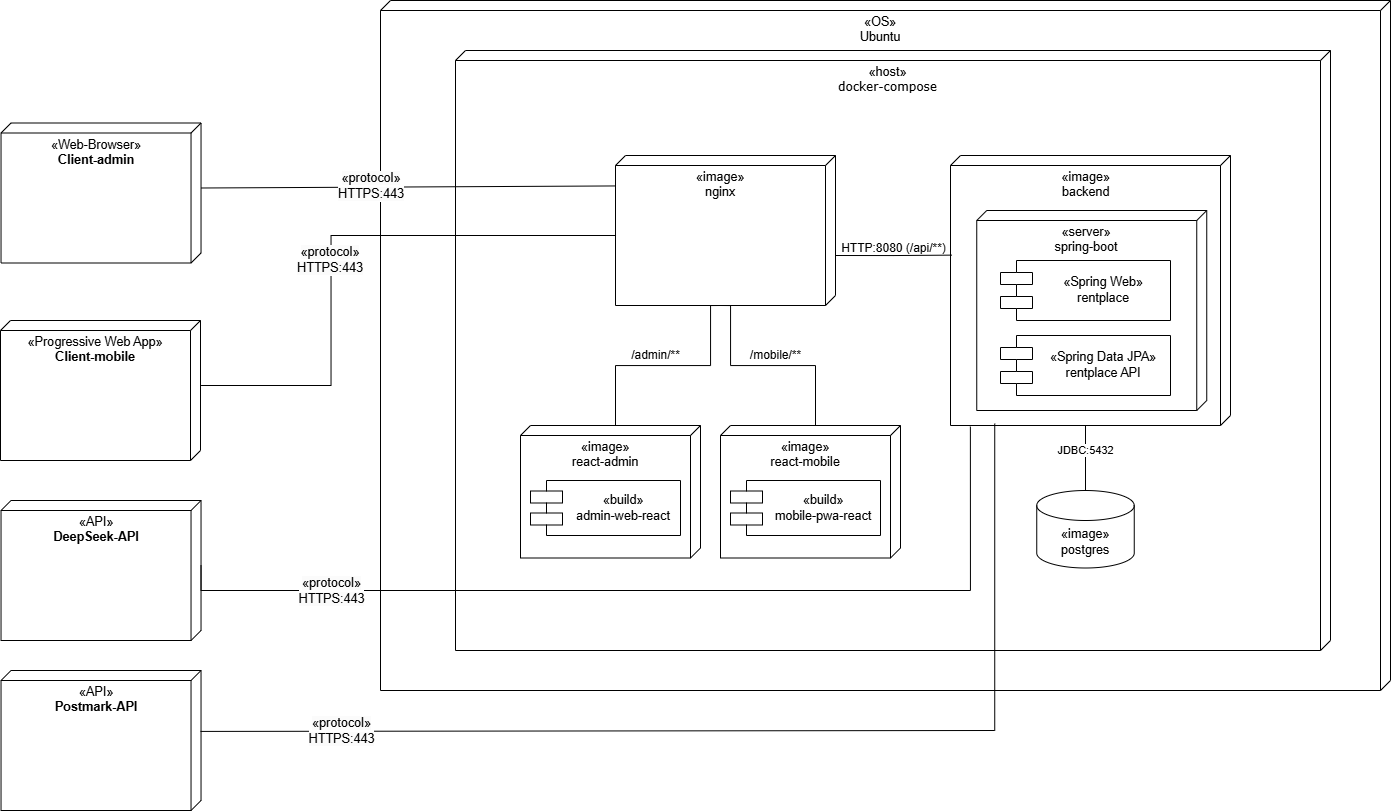 «OS»
Ubuntu
«host»
docker-compose
«Web-Browser»
Client-admin
«protocol»
HTTPS:443
«image»
nginx
«image»
backend
«server»
spring-boot
HTTP:8080 (/api/**)
«protocol»
HTTPS:443
«Spring Web»
rentplace
«Progressive Web App»
Client-mobile
/admin/**
/mobile/**
«Spring Data JPA»
rentplace API
«image»
react-admin
«build»
admin-web-react
«image»
react-mobile
«build»
mobile-pwa-react
JDBC:5432
«image»
postgres
«API»
DeepSeek-API
«protocol»
HTTPS:443
«API»
Postmark-API
«protocol»
HTTPS:443